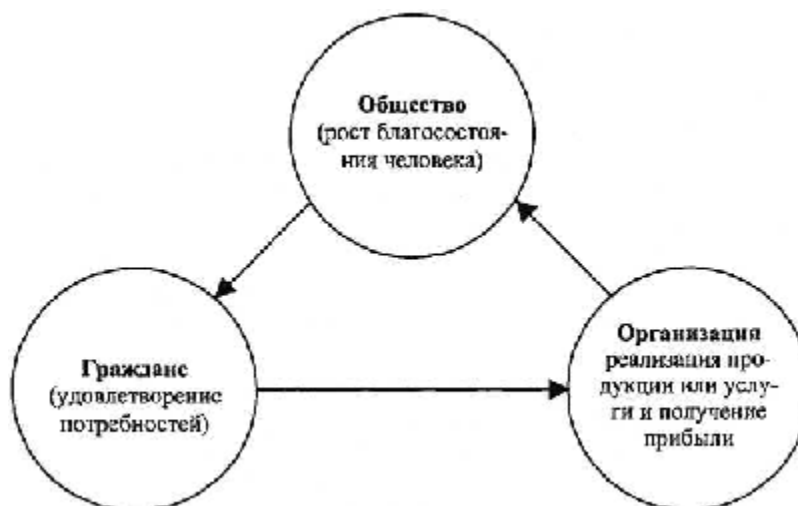 Общество
(рост благосостоя-
ния человека)
Граждане
(удовлетворение
потребностей)
Организация
реализация про-
дукции или услу-
ги и получение
прибыли